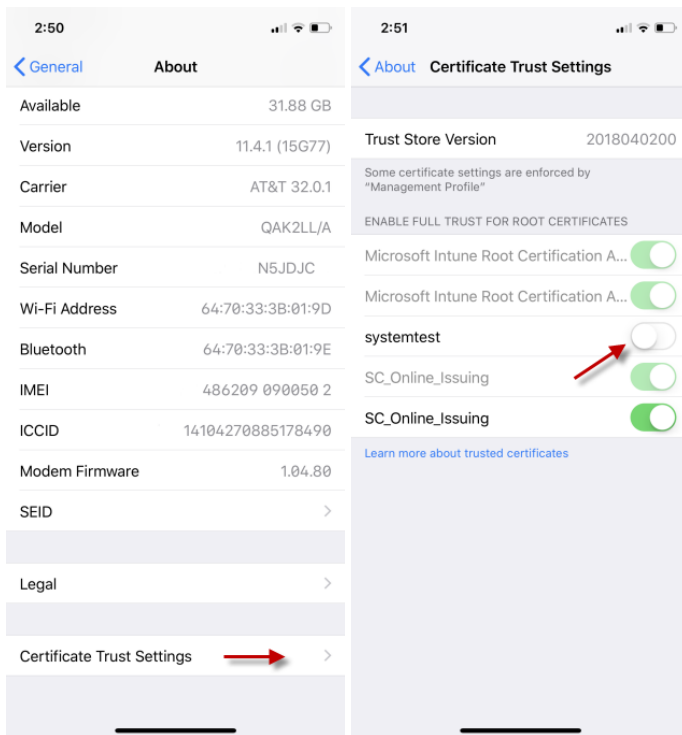 2:50
General
About
Available 31.88 GB
Version 11.4.1 (15G77)
Carrier AT&T 32.0.1
Model QAK2LL/A
Serial Number N5JDJC
Wi-Fi Address 64:70:33:3B:01:9D
Bluetooth 64:70:33:3B:01:9E
IMEI 486209 090050 2
ICCID 14104270885178490
Modem Firmware 1.04.80
SEID
Legal
Certificate Trust Settings
2:51
About
Certificate Trust Settings
Trust Store Version 2018040200
Some certificate settings are enforced by
“Management Profile”
ENABLE FULL TRUST FOR ROOT CERTIFICATES
Microsoft Intune Root Certification A...
Microsoft Intune Root Certification A...
systemtest
SC_Online_Issuing
SC_Online_Issuing
Learn more about trusted certificates